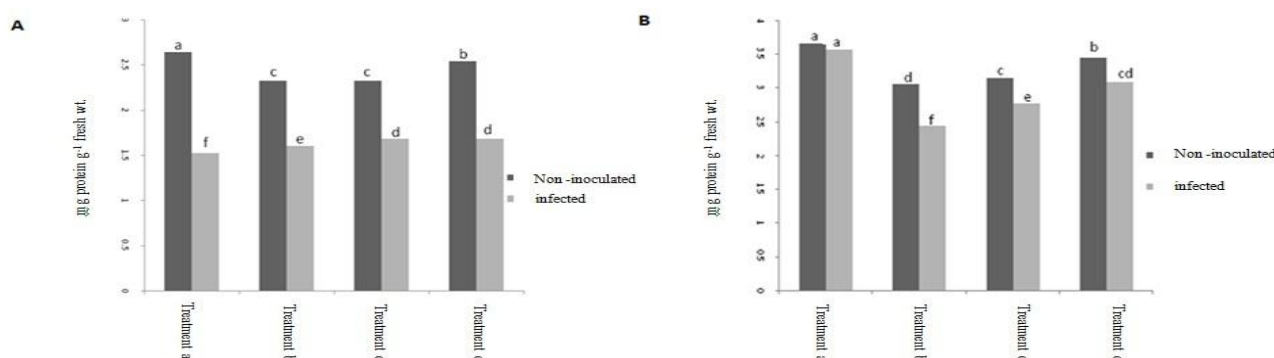 A
3
2.5
2
1.5
1
0.5
0
protein g⁻¹ fresh wt.
a
f
c
e
c
d
b
d
Non -inoculated
infected
Treatment a
Treatment
Treatment
Treatment
B
4
3.5
3
2.5
2
1.5
1
0.5
0
protein g⁻¹ fresh wt.
a
a
d
f
c
e
b
cd
Non -inoculated
infected
Treatment a
Treatment
Treatment
Treatment